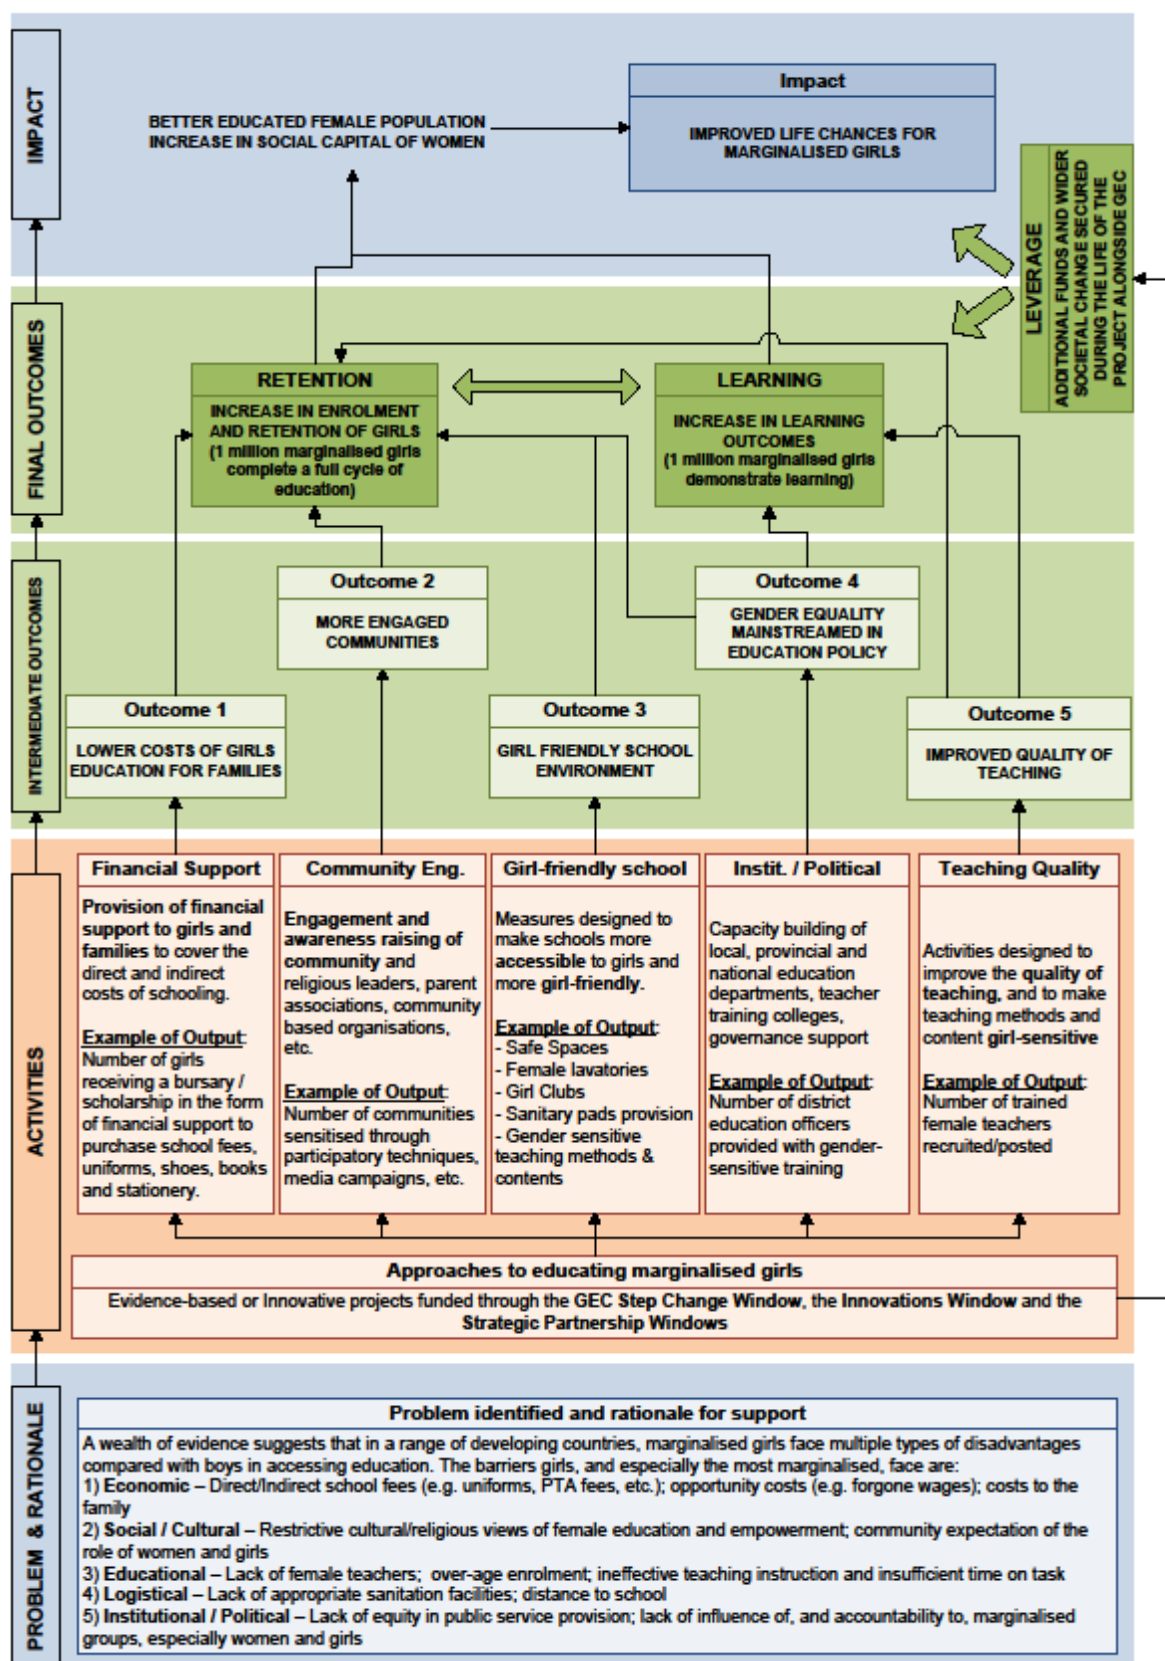 IMPACT
BETTER EDUCATED FEMALE POPULATION
INCREASE IN SOCIAL CAPITAL OF WOMEN
Impact
IMPROVED LIFE CHANCES FOR
MARGINALISED GIRLS
LEVERAGE
ADDITIONAL FUNDS AND WIDER
SOCIETAL CHANGE SECURED
DURING THE LIFE OF THE
PROJECT ALONGSIDE GEC
FINAL OUTCOMES
RETENTION
INCREASE IN ENROLMENT
AND RETENTION OF GIRLS
(1 million marginalised girls
complete a full cycle of
education)
LEARNING
INCREASE IN LEARNING
OUTCOMES
(1 million marginalised girls
demonstrate learning)
INTERMEDIATE OUTCOMES
Outcome 2
MORE ENGAGED
COMMUNITIES
Outcome 4
GENDER EQUALITY
MAINSTREAMED IN
EDUCATION POLICY
Outcome 1
LOWER COSTS OF GIRLS
EDUCATION FOR FAMILIES
Outcome 3
GIRL FRIENDLY SCHOOL
ENVIRONMENT
Outcome 5
IMPROVED QUALITY OF
TEACHING
ACTIVITIES
Financial Support
Provision of financial
support to girls and
families to cover the
direct and indirect
costs of schooling.
Example of Output:
Number of girls
receiving a bursary /
scholarship in the form
of financial support to
purchase school fees,
uniforms, shoes, books
and stationery.
Community Eng.
Engagement and
awareness raising of
community and
religious leaders, parent
associations, community
based organisations,
etc.
Example of Output:
Number of communities
sensitised through
participatory techniques,
media campaigns, etc.
Girl-friendly school
Measures designed to
make schools more
accessible to girls and
more girl-friendly.
Example of Output:
- Safe Spaces
- Female lavatories
- Girl Clubs
- Sanitary pads provision
- Gender sensitive
teaching methods &
contents
Instit. / Political
Capacity building of
local, provincial and
national education
departments, teacher
training colleges,
governance support
Example of Output:
Number of district
education officers
provided with gender-
sensitive training
Teaching Quality
Activities designed to
improve the quality of
teaching, and to make
teaching methods and
content girl-sensitive
Example of Output:
Number of trained
female teachers
recruited/posted
Approaches to educating marginalised girls
Evidence-based or Innovative projects funded through the GEC Step Change Window, the Innovations Window and the
Strategic Partnership Windows
PROBLEM & RATIONALE
Problem identified and rationale for support
A wealth of evidence suggests that in a range of developing countries, marginalised girls face multiple types of disadvantages
compared with boys in accessing education. The barriers girls, and especially the most marginalised, face are:
1) Economic – Direct/Indirect school fees (e.g. uniforms, PTA fees, etc.); opportunity costs (e.g. forgone wages); costs to the
family
2) Social / Cultural – Restrictive cultural/religious views of female education and empowerment; community expectation of the
role of women and girls
3) Educational – Lack of female teachers; over-age enrolment; ineffective teaching instruction and insufficient time on task
4) Logistical – Lack of appropriate sanitation facilities; distance to school
5) Institutional / Political – Lack of equity in public service provision; lack of influence of, and accountability to, marginalised
groups, especially women and girls